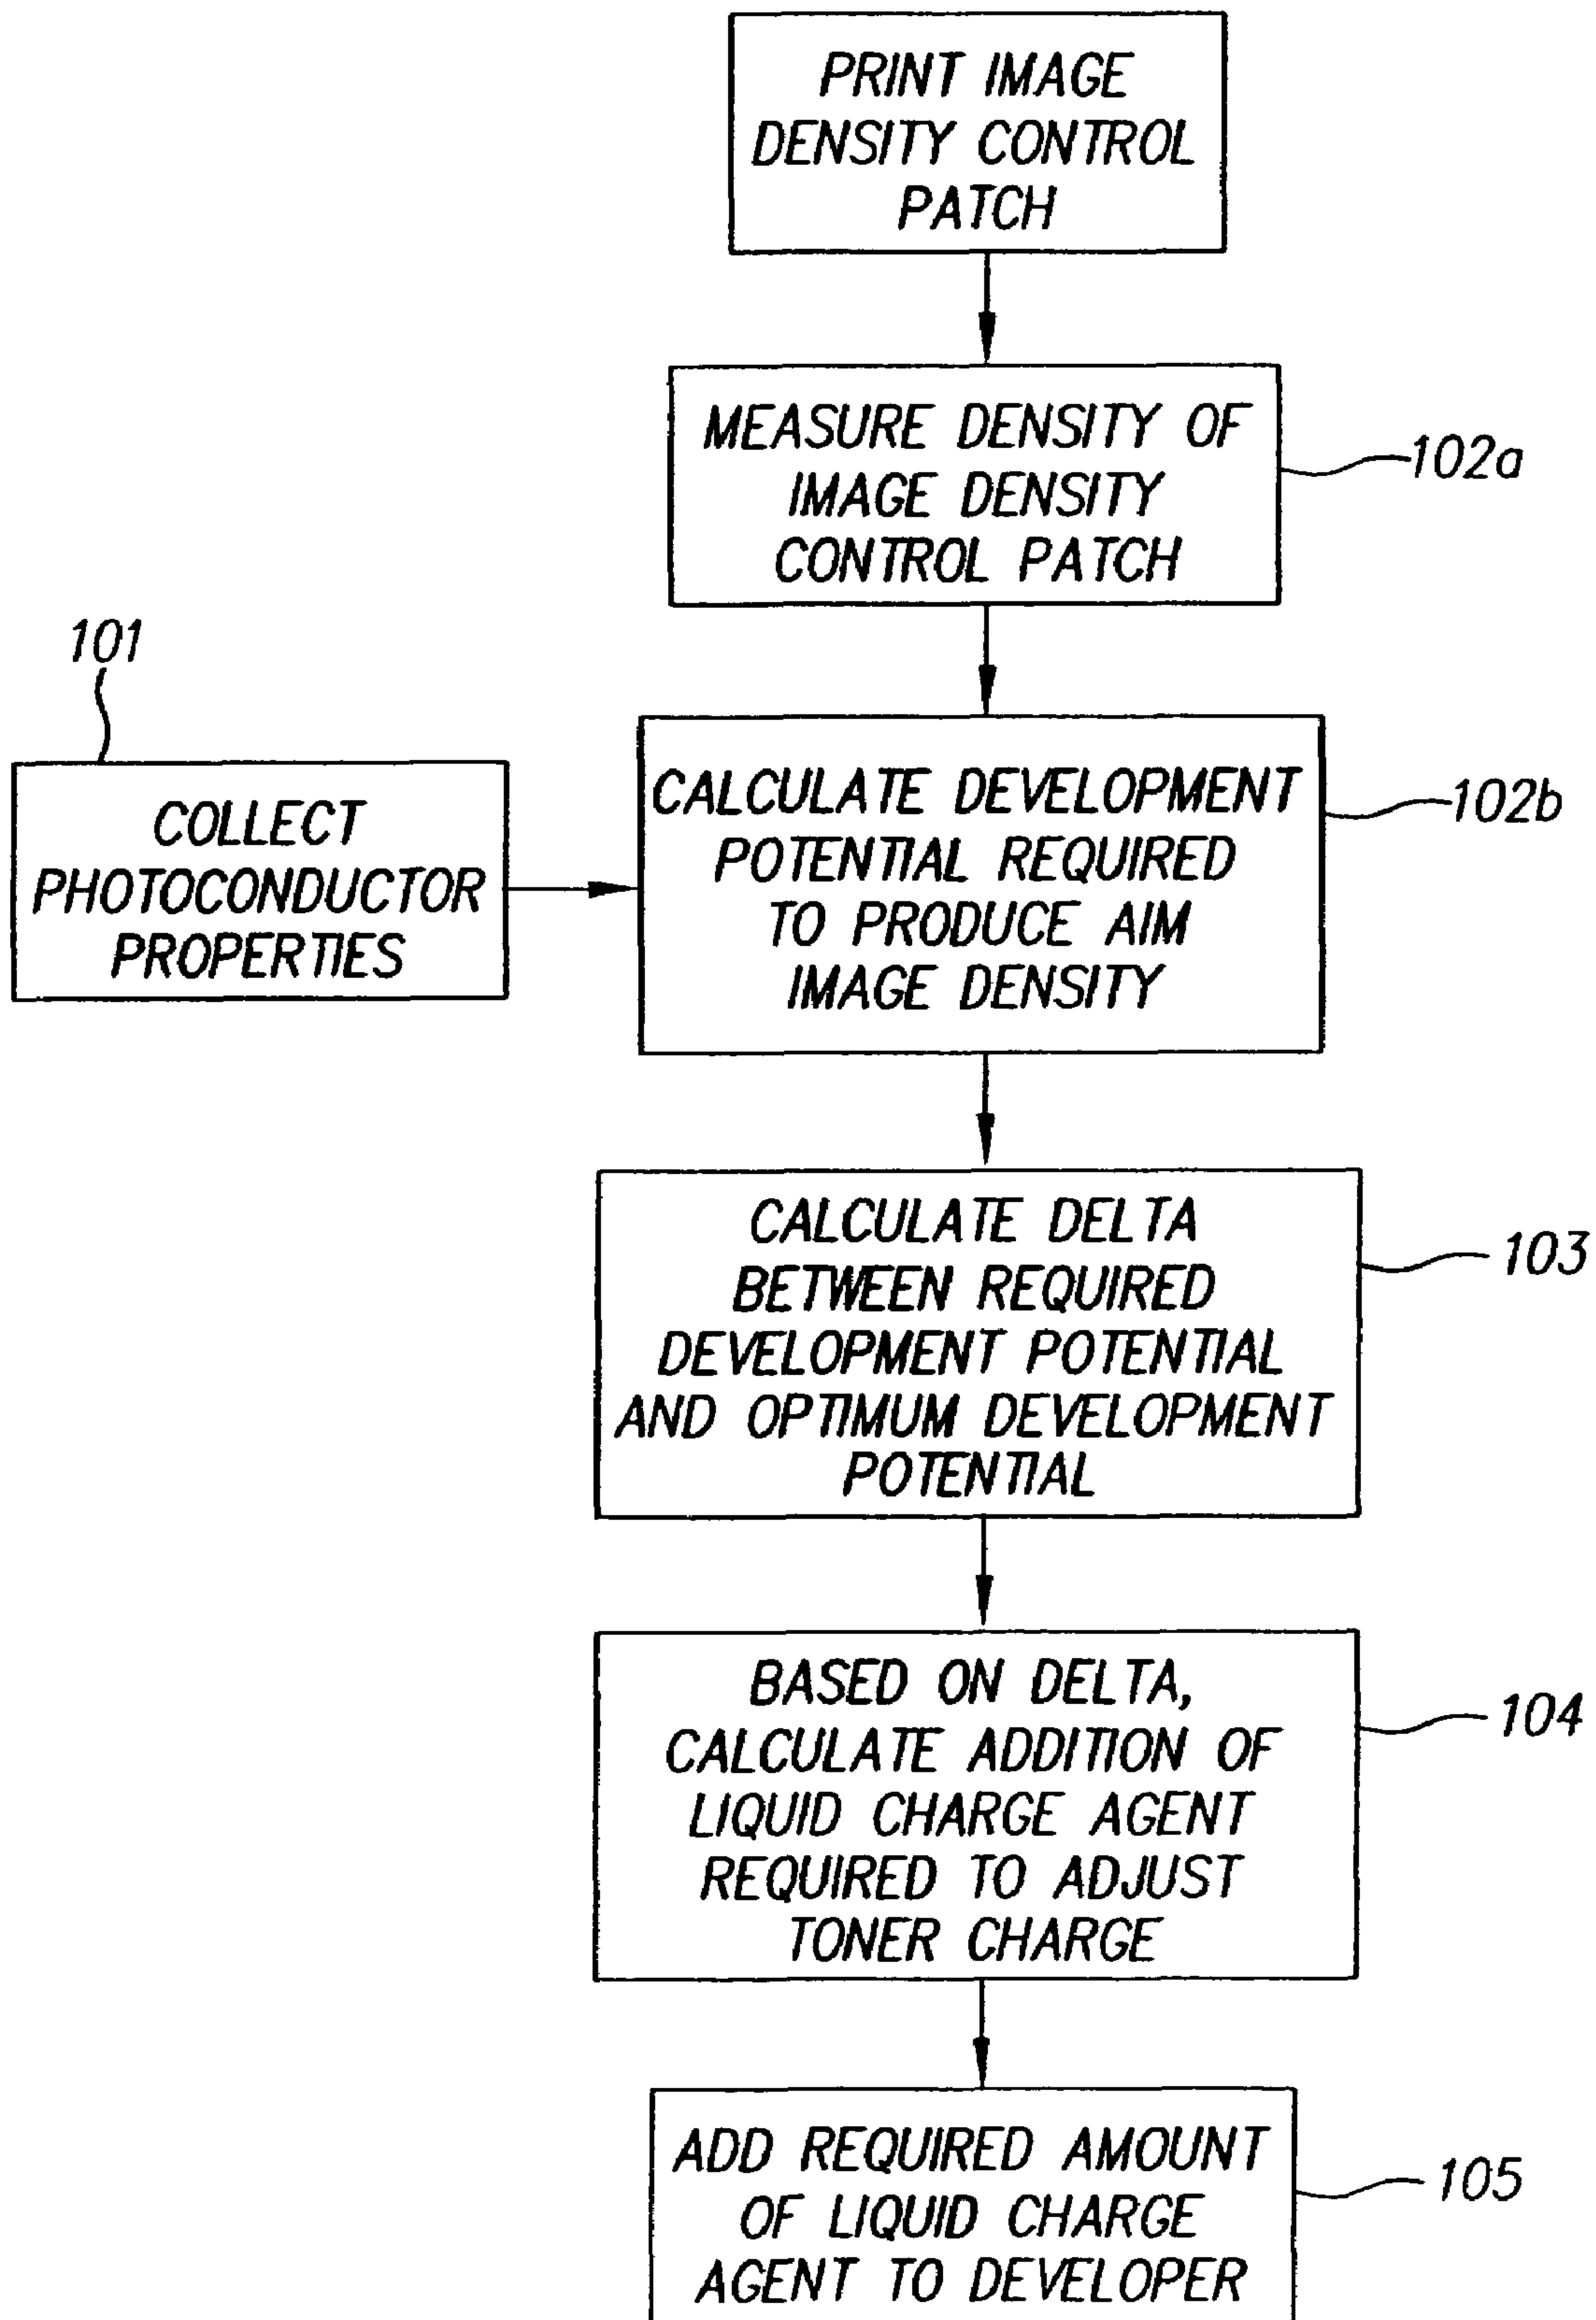 PRINT IMAGE
DENSITY CONTROL
PATCH
MEASURE DENSITY OF
IMAGE DENSITY
CONTROL PATCH
102a
101
COLLECT
PHOTOCONDUCTOR
PROPERTIES
CALCULATE DEVELOPMENT
POTENTIAL REQUIRED
TO PRODUCE AIM
IMAGE DENSITY
102b
CALCULATE DELTA
BETWEEN REQUIRED
DEVELOPMENT POTENTIAL
AND OPTIMUM DEVELOPMENT
POTENTIAL
103
BASED ON DELTA,
CALCULATE ADDITION OF
LIQUID CHARGE AGENT
REQUIRED TO ADJUST
TONER CHARGE
104
ADD REQUIRED AMOUNT
OF LIQUID CHARGE
AGENT TO DEVELOPER
105